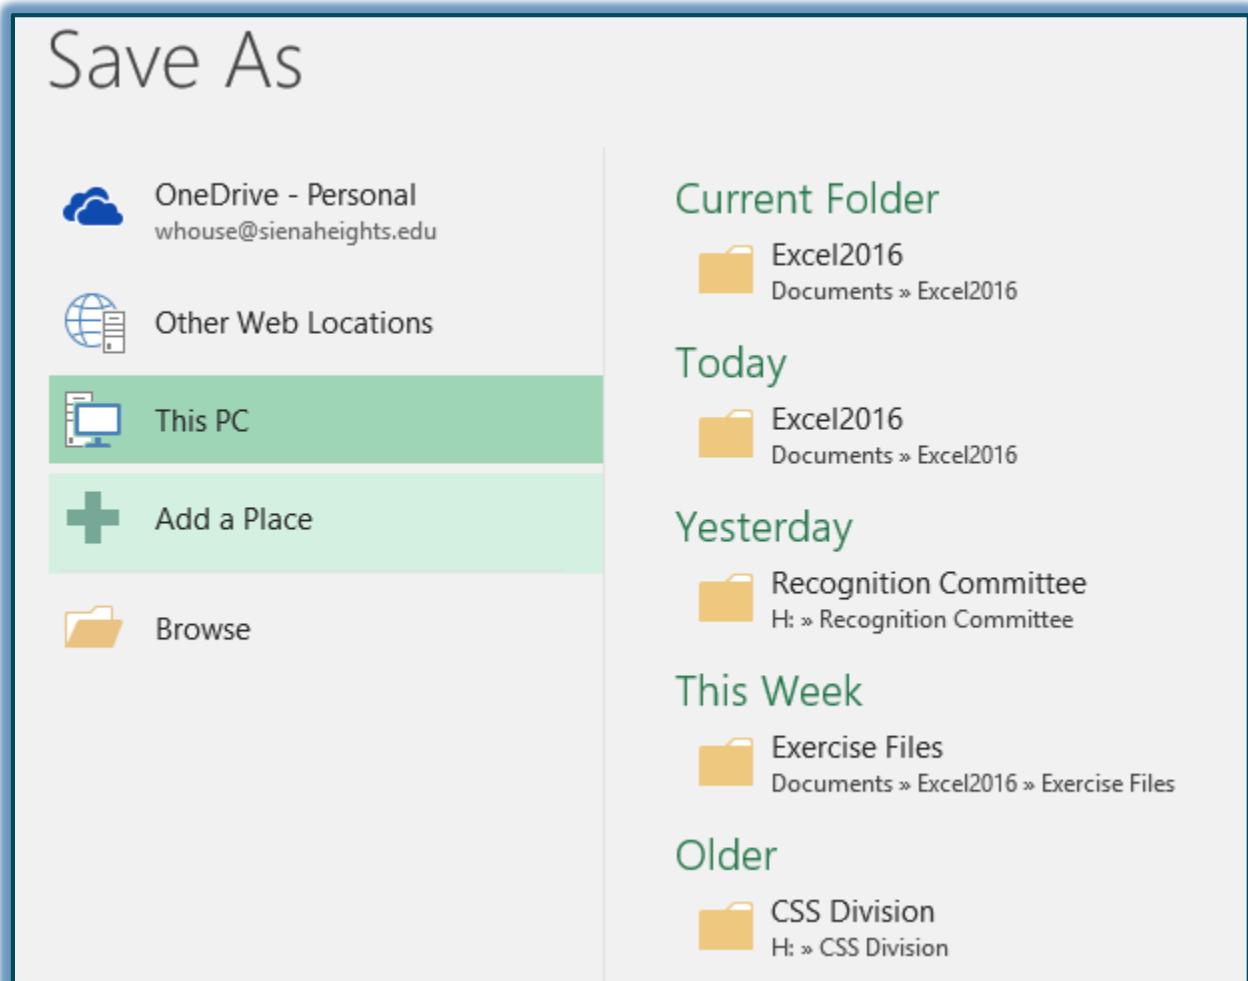 Save As
OneDrive - Personal
whouse@sienaheights.edu
Other Web Locations
This PC
Add a Place
Browse
Current Folder
Excel2016
Documents » Excel2016
Today
Excel2016
Documents » Excel2016
Yesterday
Recognition Committee
H: » Recognition Committee
This Week
Exercise Files
Documents » Excel2016 » Exercise Files
Older
CSS Division
H: » CSS Division